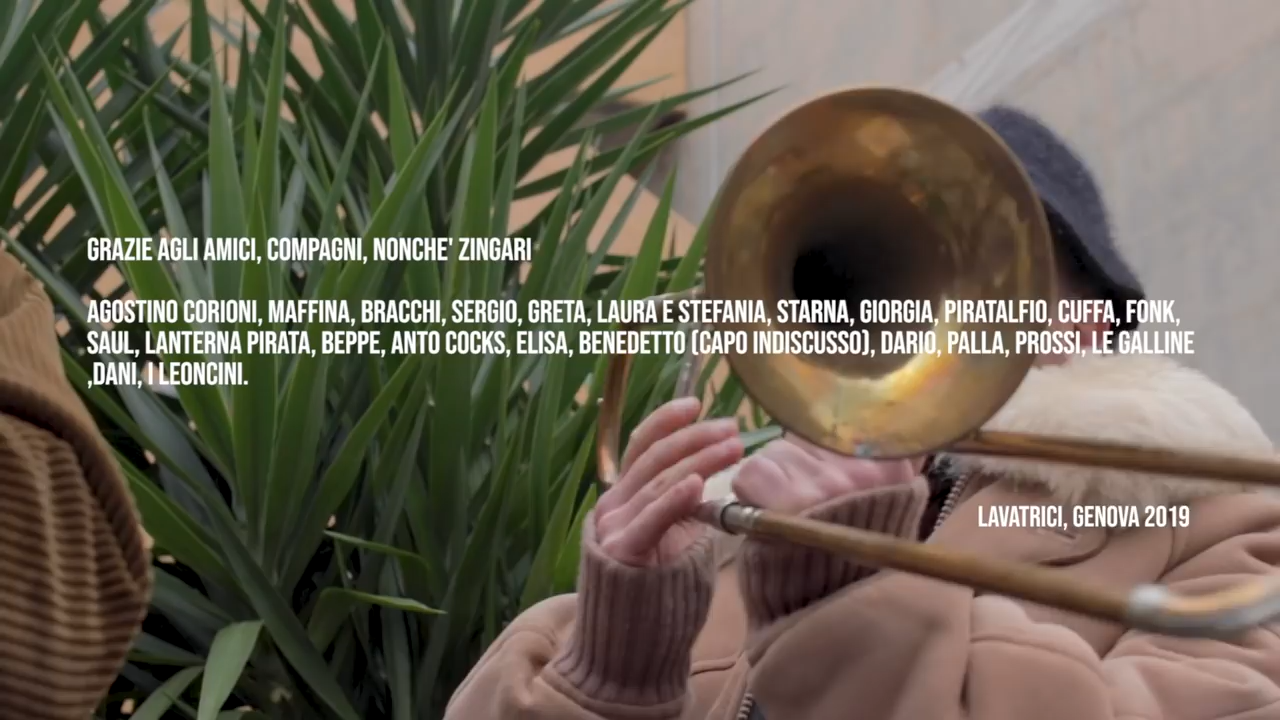 GRAZIE AGLI AMICI, COMPAGNI, NONCHE' ZINGARI
AGOSTINO CORIONI, MAFFINA, BRACCHI, SERGIO, GRETA, LAURA E STEFANIA, STARNA, GIORGIA, PIRATALFIO, CUFFA, FONK,
SAUL, LANTERNA PIRATA, BEPPE, ANTO COCKS, ELISA, BENEDETTO (CAPO INDISCUSSO), DARIO, PALLA, PROSSI, LE GALLINE
,DANI, I LEONCINI.
LAVATRICI, GENOVA 2019